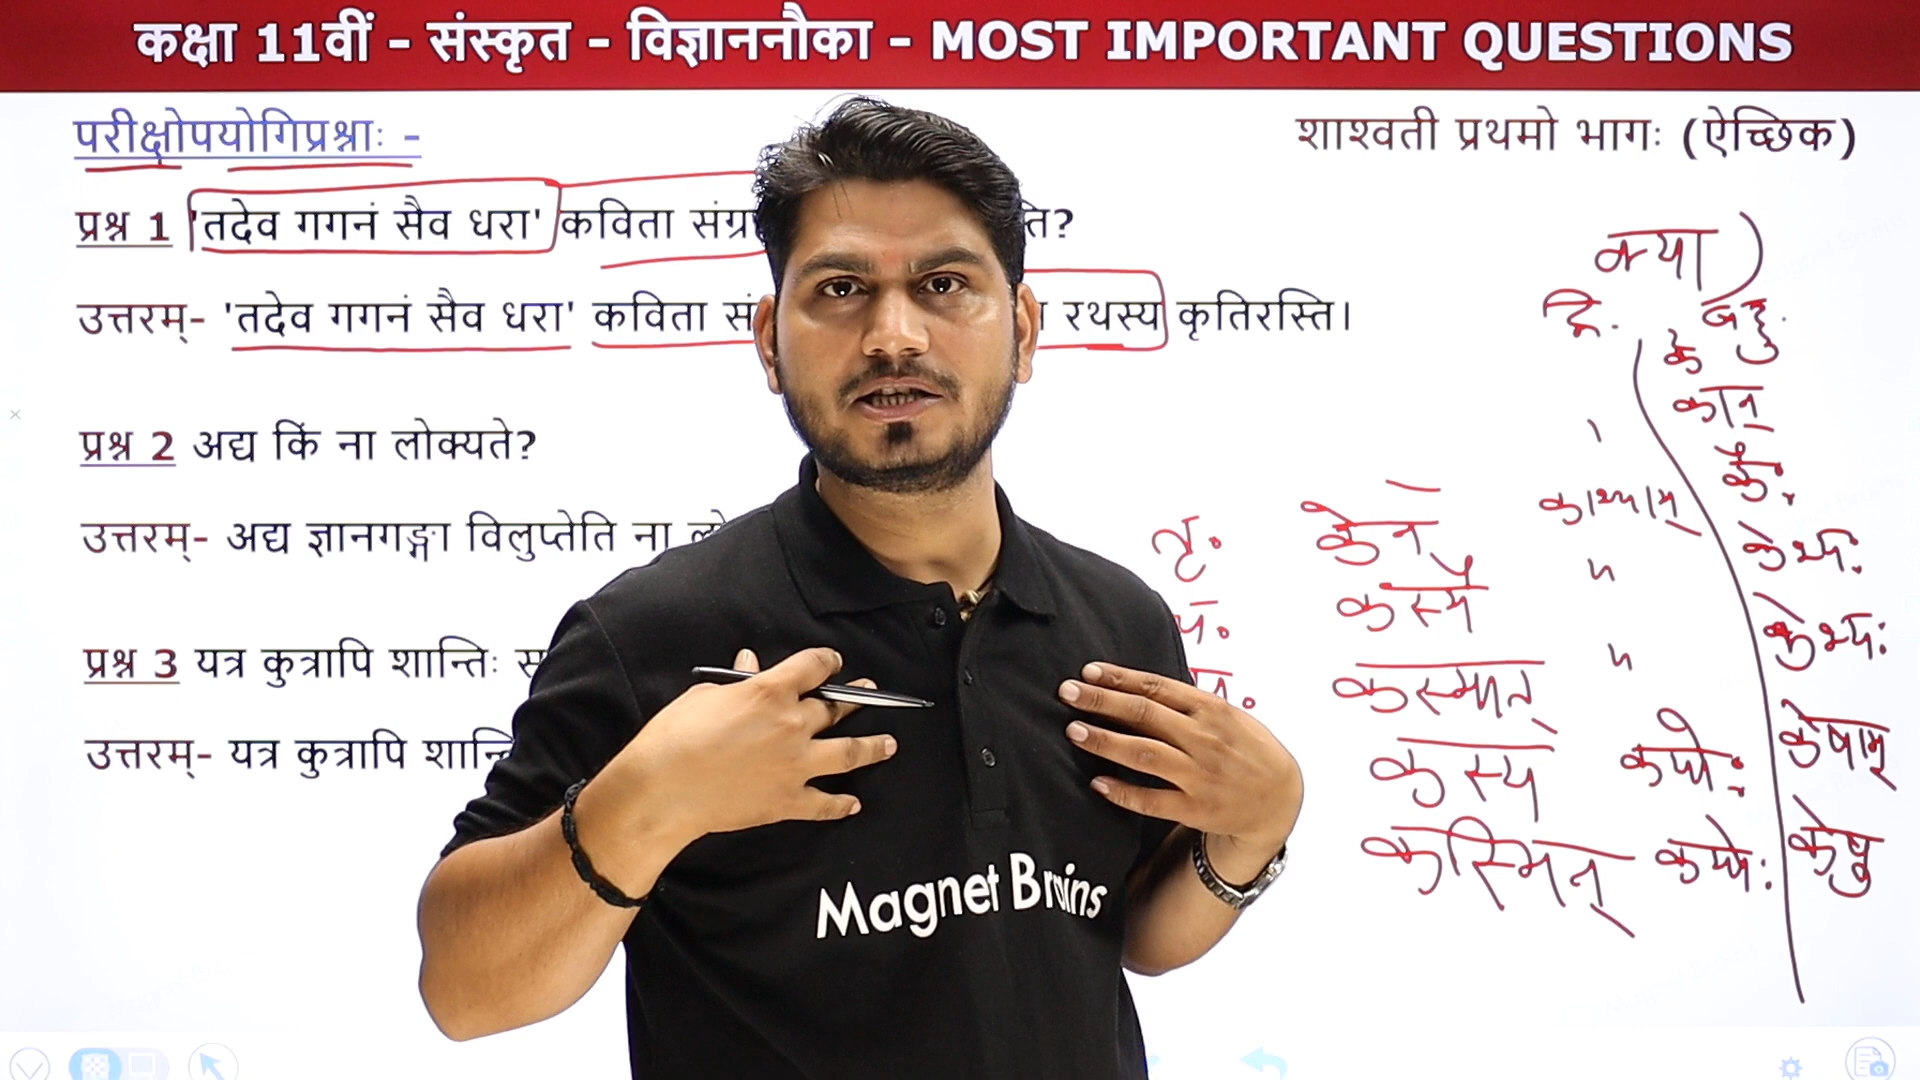 कक्षा 11वीं - संस्कृत - विज्ञाननौका - MOST IMPORTANT QUESTIONS
परीक्षोपयोगिप्रश्नाः -
शाश्वती प्रथमो भागः (ऐच्छिक)
प्रश्न 1 'तदेव गगनं सैव धरा' कविता
उत्तरम्- 'तदेव गगनं सैव धरा' कविता रथस्य कृतिरस्ति।
प्रश्न 2 अद्य किं ना लोक्यते?
उत्तरम्- अद्य ज्ञानगङ्गा विलुप्तेति ना
प्रश्न 3 यत्र कुत्रापि शान्तिः
उत्तरम्- यत्र कुत्रापि
क्या
द्वि. बहु.
के
कान्
कैः
तृ. केन काभ्याम् केभ्यः
कस्मै " केभ्यः
कस्मात् "
कस्य कयोः केषाम्
कस्मिन् कयोः केषु
Magnet Brains